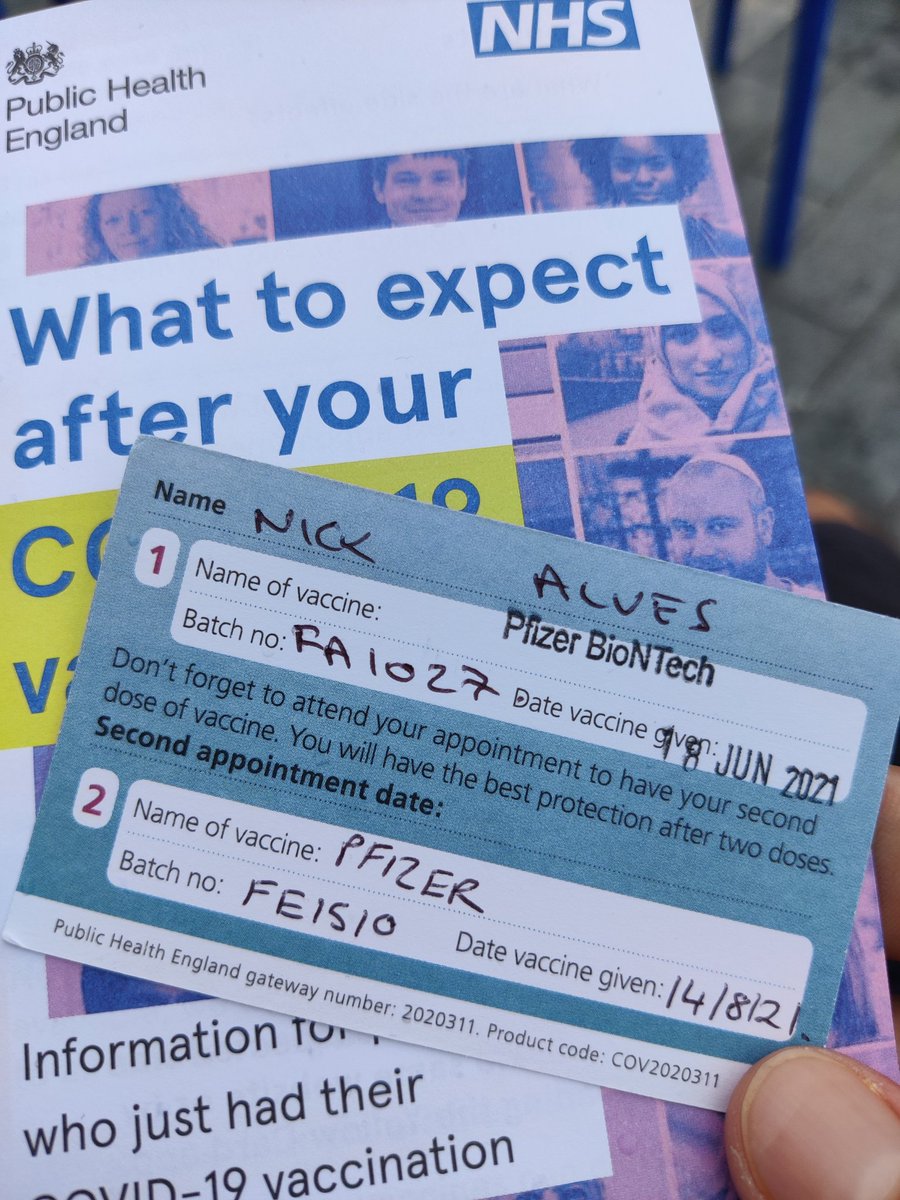 NHS
Public Health
England
What to expect
after your
Name NICK ALVES
1
Name of vaccine: Pfizer BioNTech
Batch no: FA1027 Date vaccine given: 18 JUN 2021
Don't forget to attend your appointment to have your second
dose of vaccine. You will have the best protection after two doses.
Second appointment date:
2
Name of vaccine: PFIZER
Batch no: FE1510 Date vaccine given: 14/8/21.
Public Health England gateway number: 2020311. Product code: COV2020311
Information for
who just had their
COVID-19 vaccination